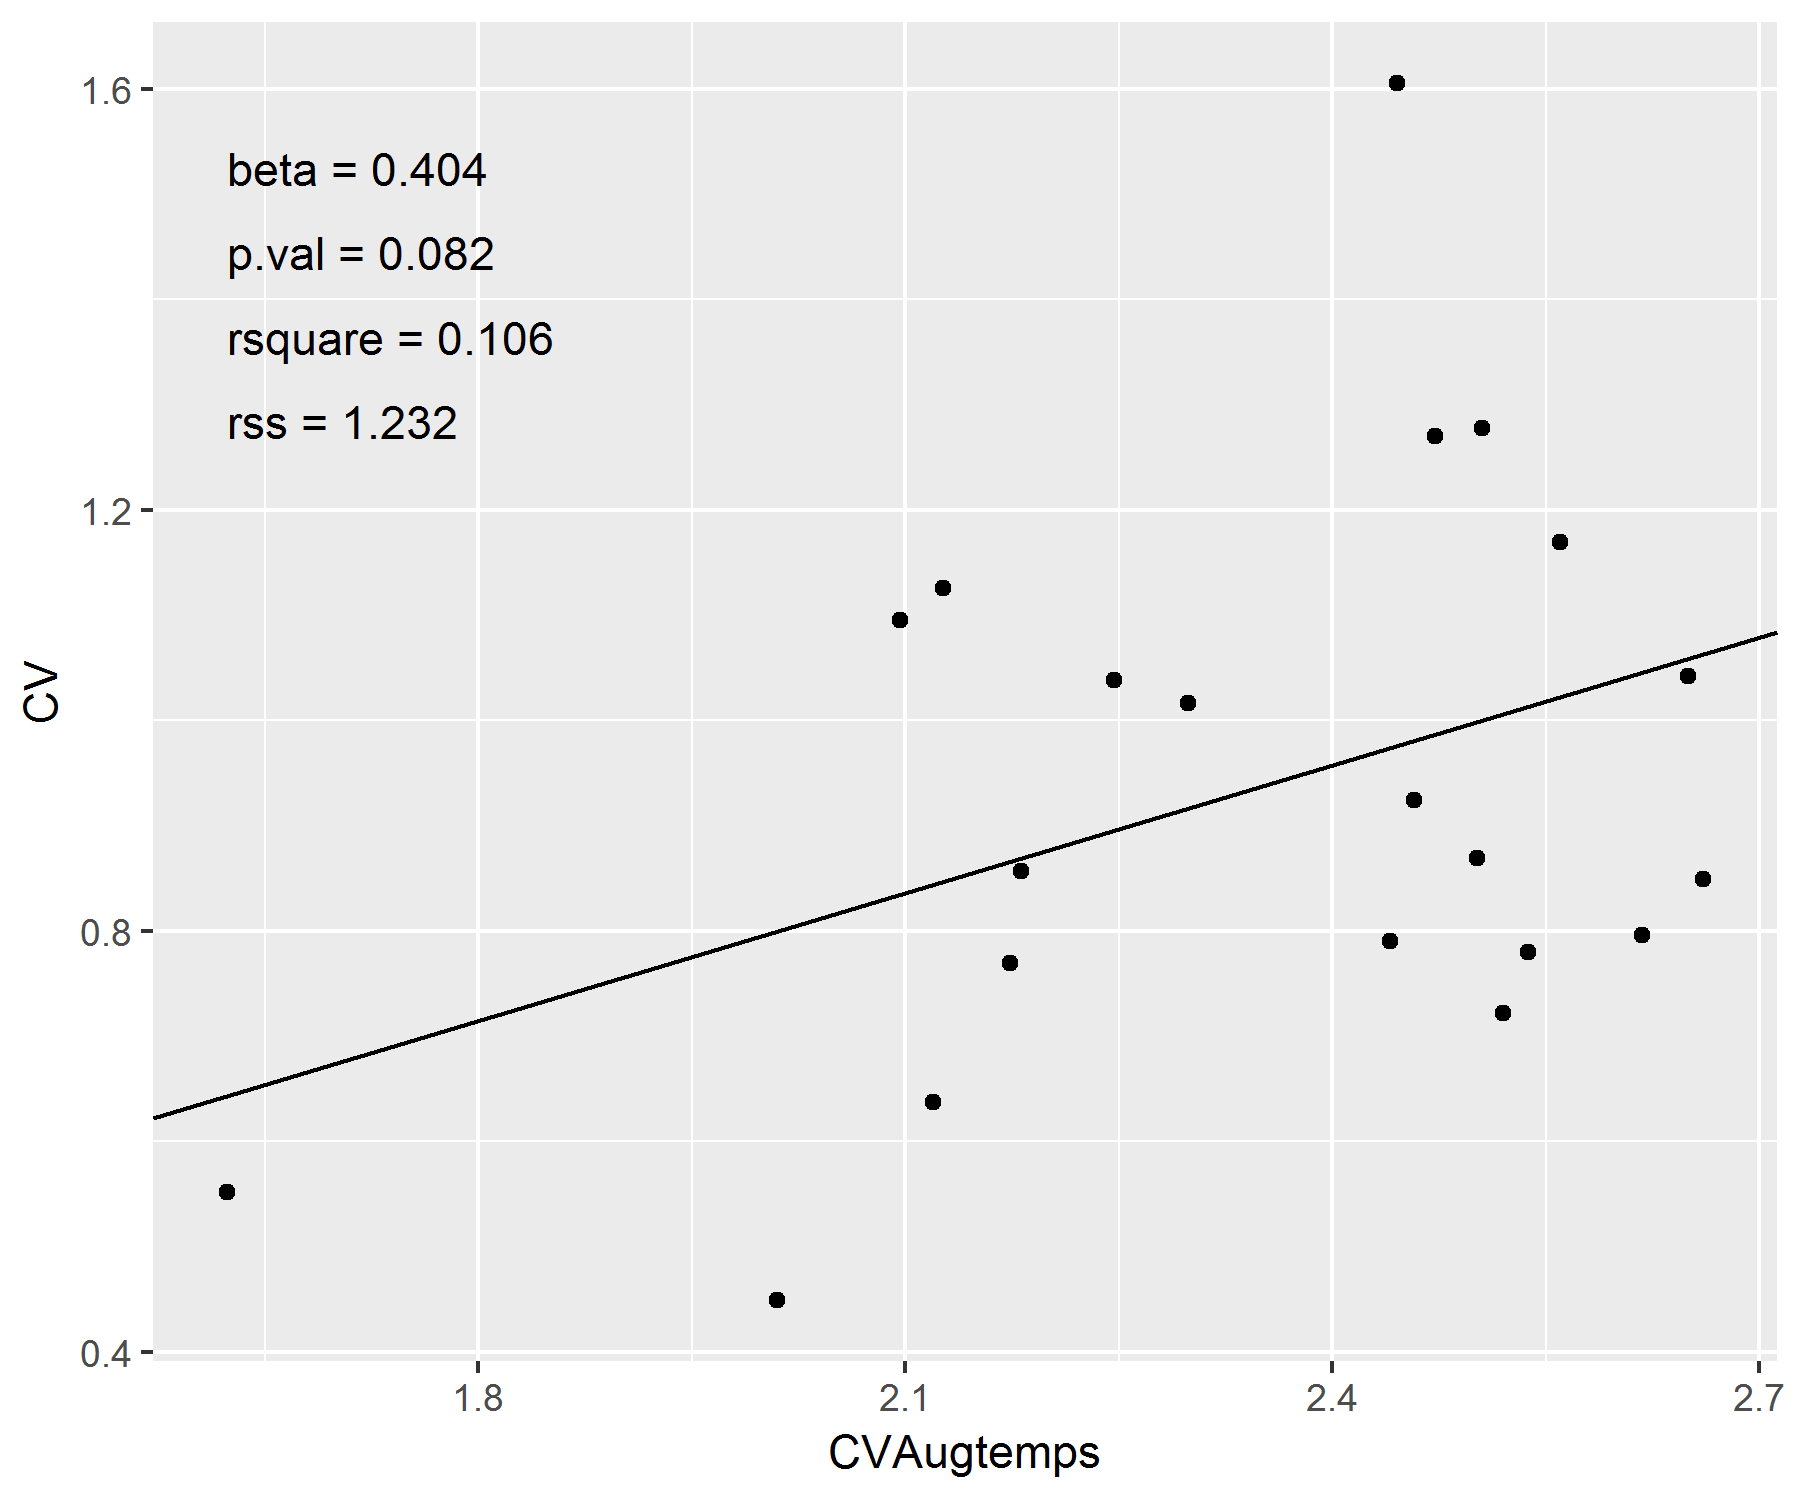 1.6
beta = 0.404
p.val = 0.082
rsquare = 0.106
rss = 1.232
1.2
CV
0.8
0.4
1.8
2.1
2.4
2.7
CVAugtemps